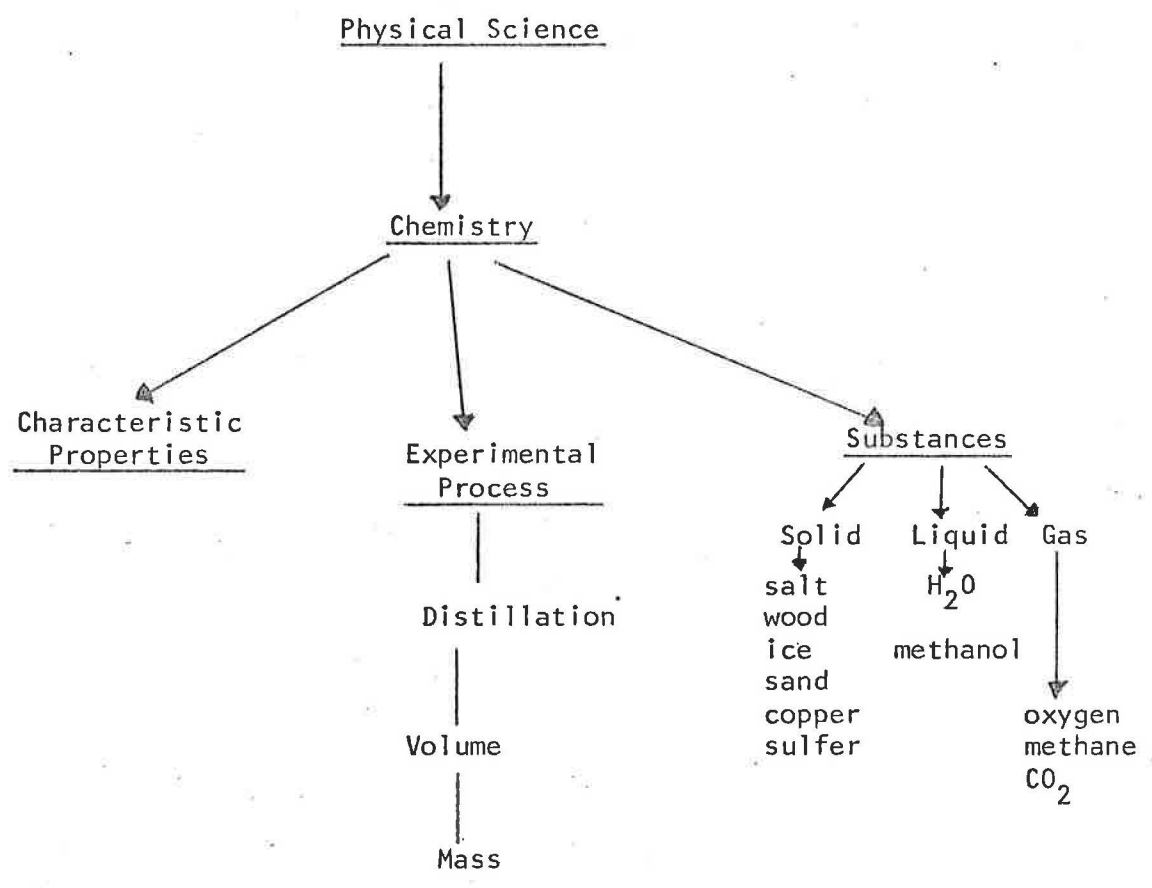 Physical Science
Chemistry
Characteristic
Properties
Experimental
Process
Distillation
Volume
Mass
Substances
Solid
salt
wood
ice
sand
copper
sulfer
Liquid
H₂O
methanol
Gas
oxygen
methane
CO₂